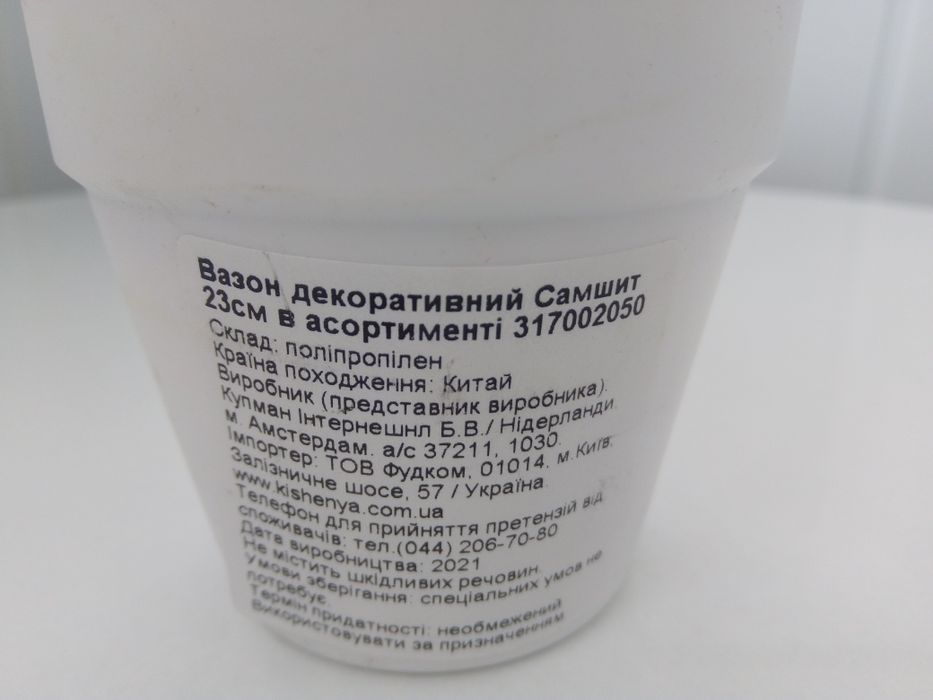 Вазон декоративний Самшит
23см в асортименті 317002050
Склад: поліпропілен
Країна походження: Китай
Виробник (представник виробника):
Купман Інтернешнл Б.В./ Нідерланди,
м. Амстердам. а/с 37211, 1030.
Імпортер: ТОВ Фудком, 01014, м.Київ,
Залізничне шосе, 57 / Україна.
www.kishenya.com.ua
Телефон для прийняття претензій від
споживачів: тел.(044) 206-70-80
Дата виробництва: 2021
Не містить шкідливих речовин.
Умови зберігання: спеціальних умов не
потребує.
Термін придатності: необмежений
Використовувати за призначенням